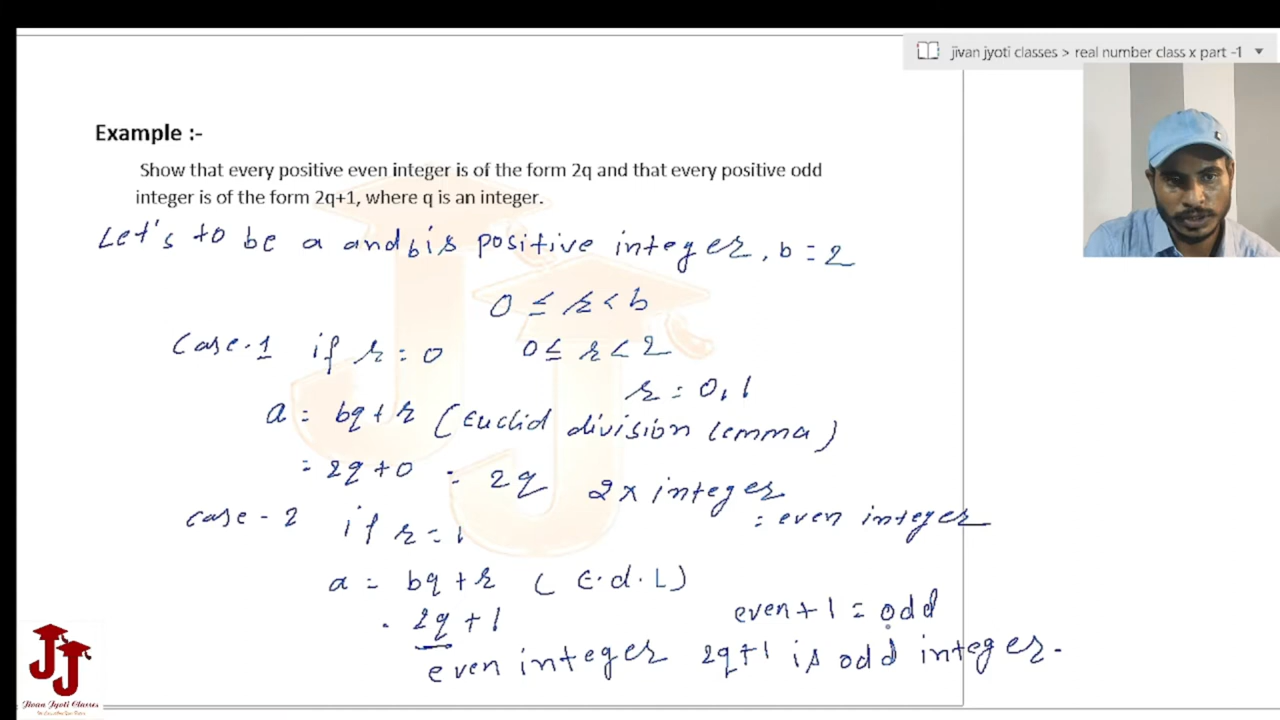 jivan jyoti classes > real number class x part -1
Example :-
Show that every positive even integer is of the form 2q and that every positive odd
integer is of the form 2q+1, where q is an integer.
Let's to be a and b is positive integer, b = 2
0 ≤ r < b
Case-1 if r = 0 0 ≤ r < 2
r = 0, 1
a = bq + r (Euclid division lemma)
= 2q + 0 = 2q 2 x integer
= even integer
case - 2 if r = 1
a = bq + r (E.d.L)
= 2q + 1 even + 1 = odd
even integer 2q+1 is odd integer.
JJ
Jivan Jyoti Classes